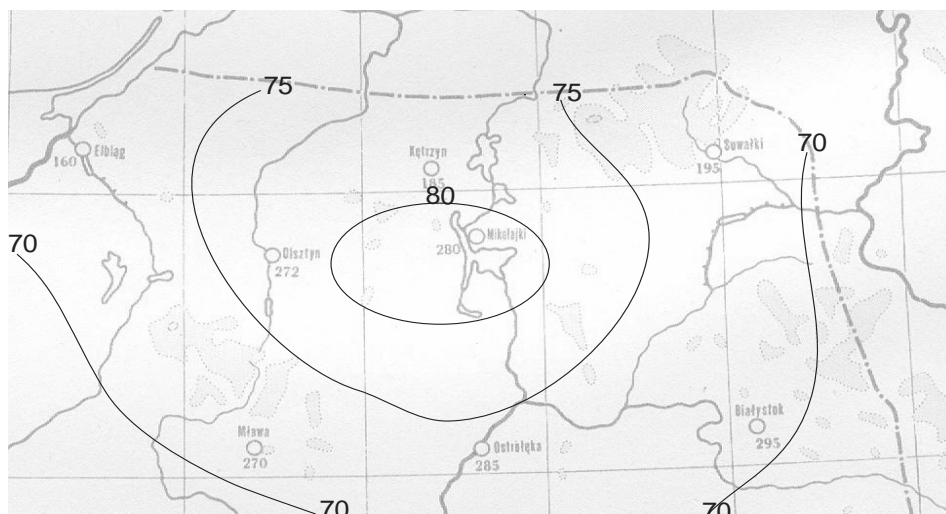 75
75
70
Elbląg
160
Kętrzyn
185
80
Suwałki
195
70
Mikołajki
280
Olsztyn
272
Białystok
295
Mława
270
Ostrołęka
285
70
70